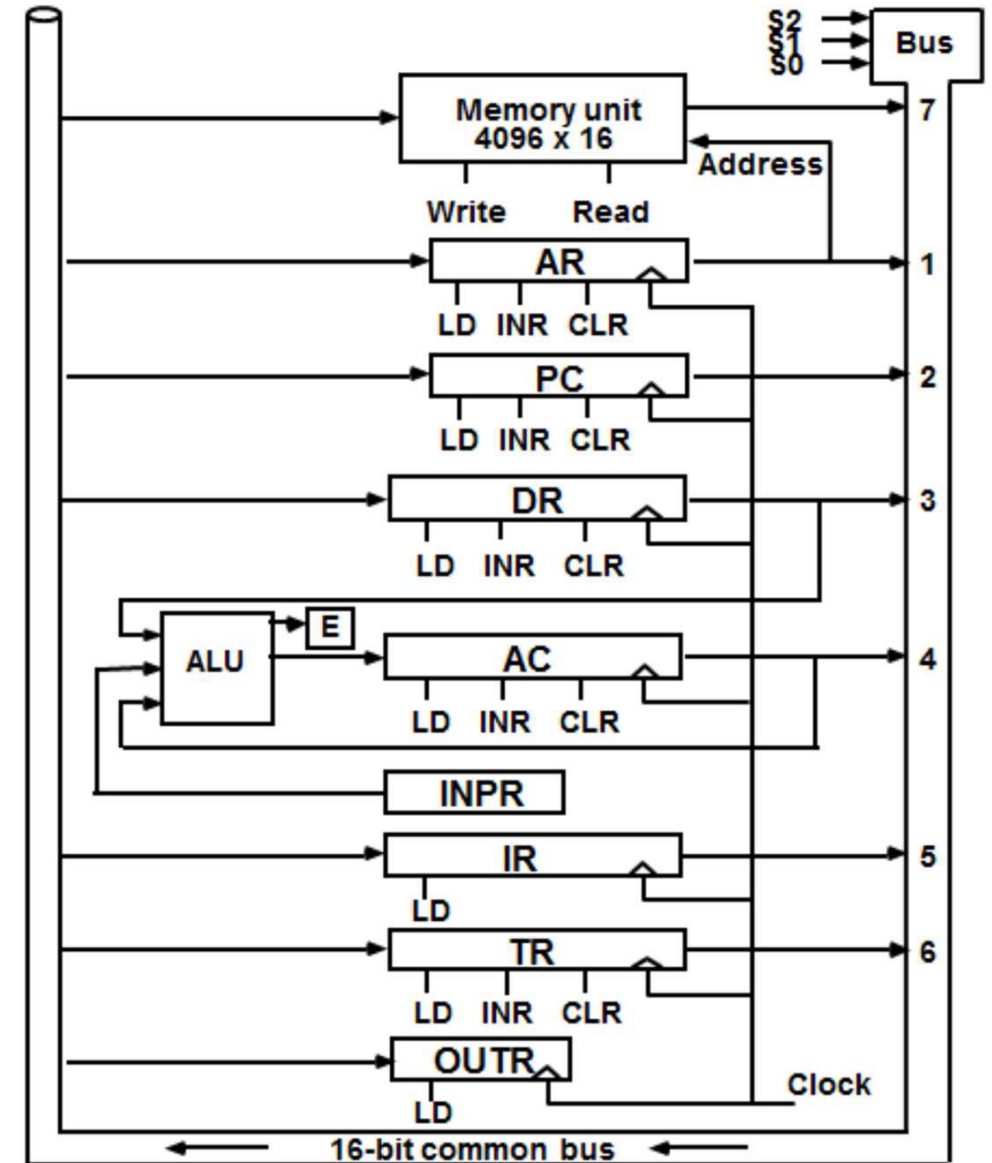 S2
S1
S0
Bus
Memory unit
4096 x 16
7
Address
Write Read
AR
1
LD INR CLR
PC
2
LD INR CLR
DR
3
LD INR CLR
E
ALU
AC
4
LD INR CLR
INPR
IR
5
LD
TR
6
LD INR CLR
OUTR
Clock
LD
16-bit common bus